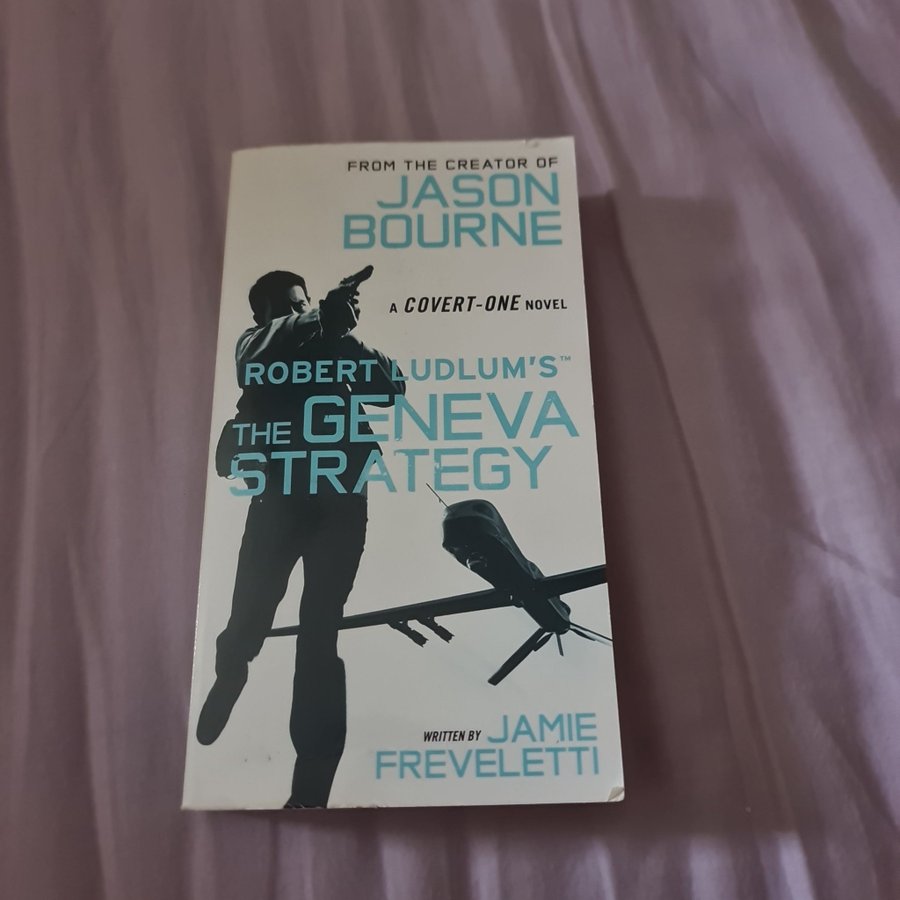 FROM THE CREATOR OF
JASON
BOURNE
A COVERT-ONE NOVEL
ROBERT LUDLUM'S™
THE GENEVA
STRATEGY
WRITTEN BY JAMIE
FREVELETTI